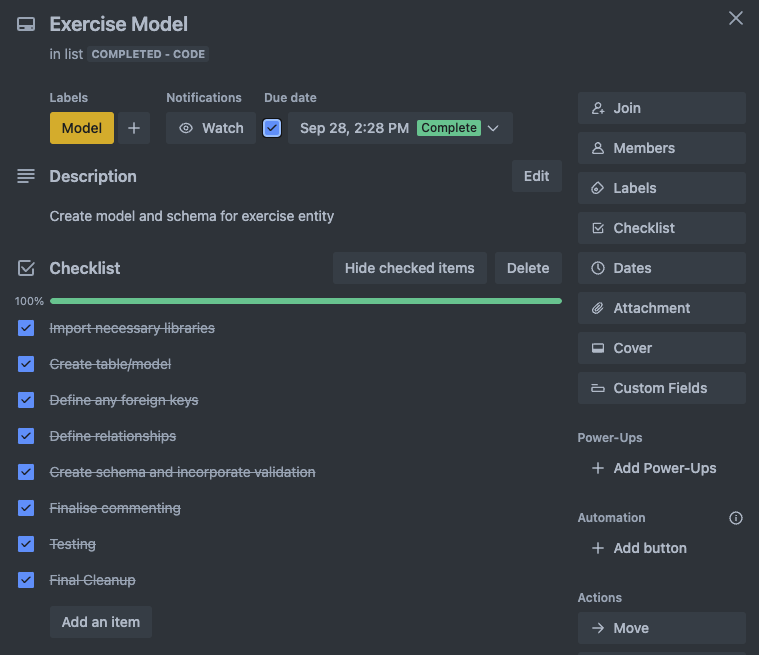 Exercise Model
in list COMPLETED - CODE
Labels
Notifications
Due date
Model
Watch
Sep 28, 2:28 PM Complete
Description
Edit
Create model and schema for exercise entity
Checklist
Hide checked items
Delete
100%
Import necessary libraries
Create table/model
Define any foreign keys
Define relationships
Create schema and incorporate validation
Finalise commenting
Testing
Final Cleanup
Add an item
Join
Members
Labels
Checklist
Dates
Attachment
Cover
Custom Fields
Power-Ups
+ Add Power-Ups
Automation
+ Add button
Actions
→ Move